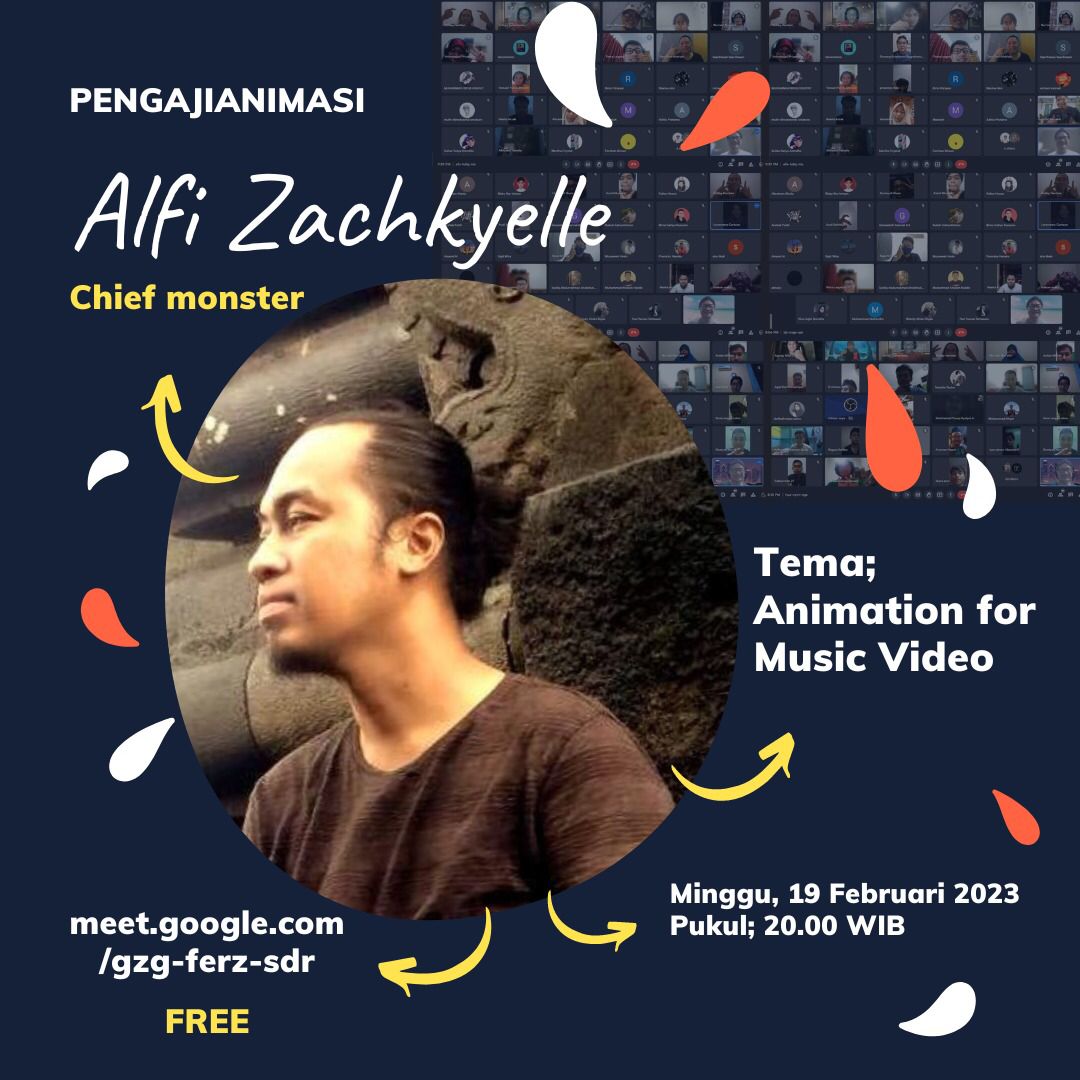 PENGAJIANIMASI
Alfi Zachkyelle
Chief monster
Tema;
Animation for
Music Video
Minggu, 19 Februari 2023
Pukul; 20.00 WIB
meet.google.com
/gzg-ferz-sdr
FREE